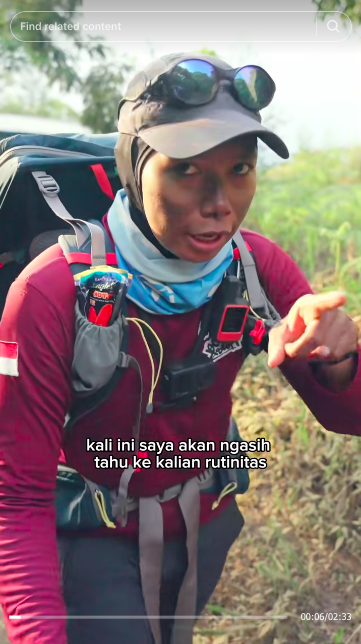 Find related content
kali ini saya akan ngasih
tahu ke kalian rutinitas
00:06/02:33